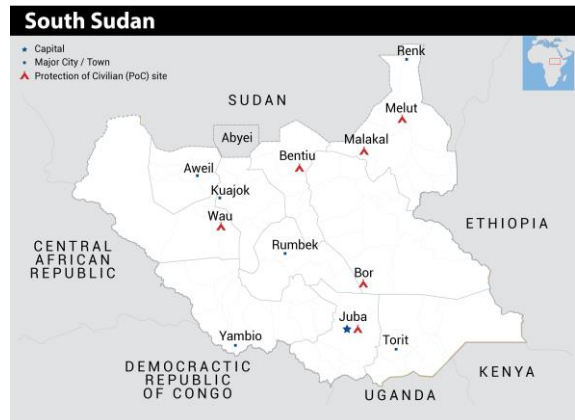 South Sudan
Capital
Major City / Town
Protection of Civilian (PoC) site
Renk
SUDAN
Melut
Abyei
Malakal
Bentiu
Aweil
Kuajok
Wau
ETHIOPIA
CENTRAL
AFRICAN
REPUBLIC
Rumbek
Bor
Juba
Yambio
Torit
DEMOCRACTIC
REPUBLIC
OF CONGO
KENYA
UGANDA